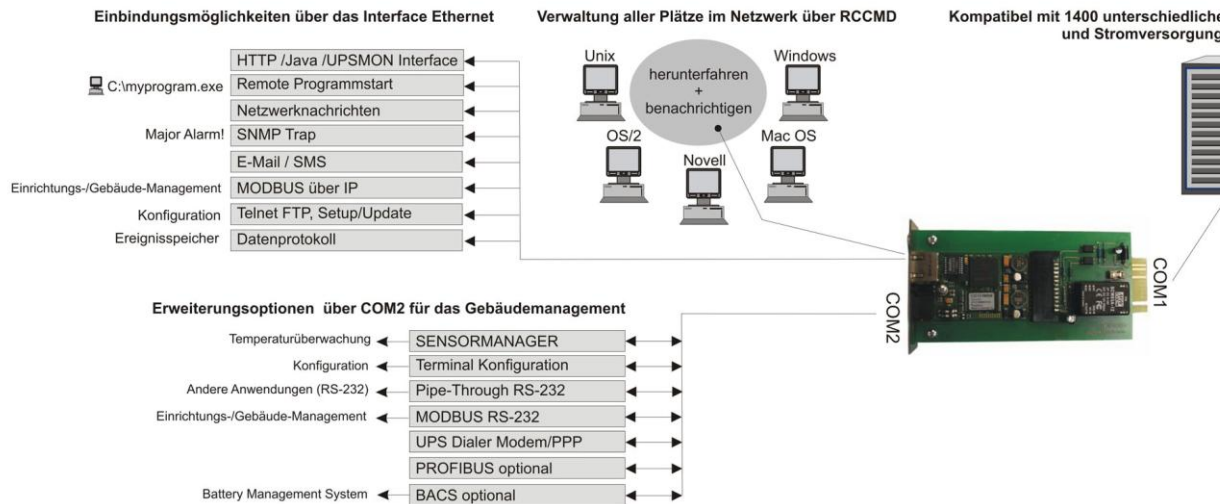 Einbindungsmöglichkeiten über das Interface Ethernet
HTTP /Java /UPSMON Interface
C:\myprogram.exe Remote Programmstart
Netzwerknachrichten
Major Alarm! SNMP Trap
E-Mail / SMS
Einrichtungs-/Gebäude-Management MODBUS über IP
Konfiguration Telnet FTP, Setup/Update
Ereignisspeicher Datenprotokoll
Verwaltung aller Plätze im Netzwerk über RCCMD
Unix
Windows
herunterfahren
+
benachrichtigen
OS/2
Mac OS
Novell
Kompatibel mit 1400 unterschiedliche
und Stromversorgung
COM1
COM2
Erweiterungsoptionen über COM2 für das Gebäudemanagement
Temperaturüberwachung SENSORMANAGER
Konfiguration Terminal Konfiguration
Andere Anwendungen (RS-232) Pipe-Through RS-232
Einrichtungs-/Gebäude-Management MODBUS RS-232
UPS Dialer Modem/PPP
PROFIBUS optional
Battery Management System BACS optional